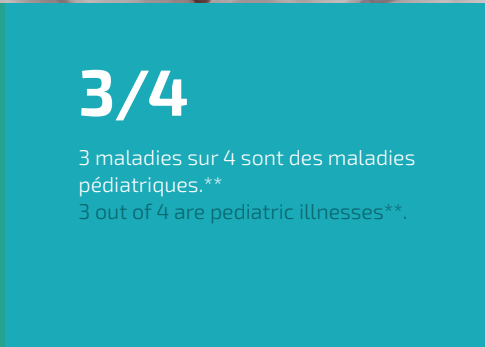 3/4
3 maladies sur 4 sont des maladies
pédiatriques.**
3 out of 4 are pediatric illnesses**.